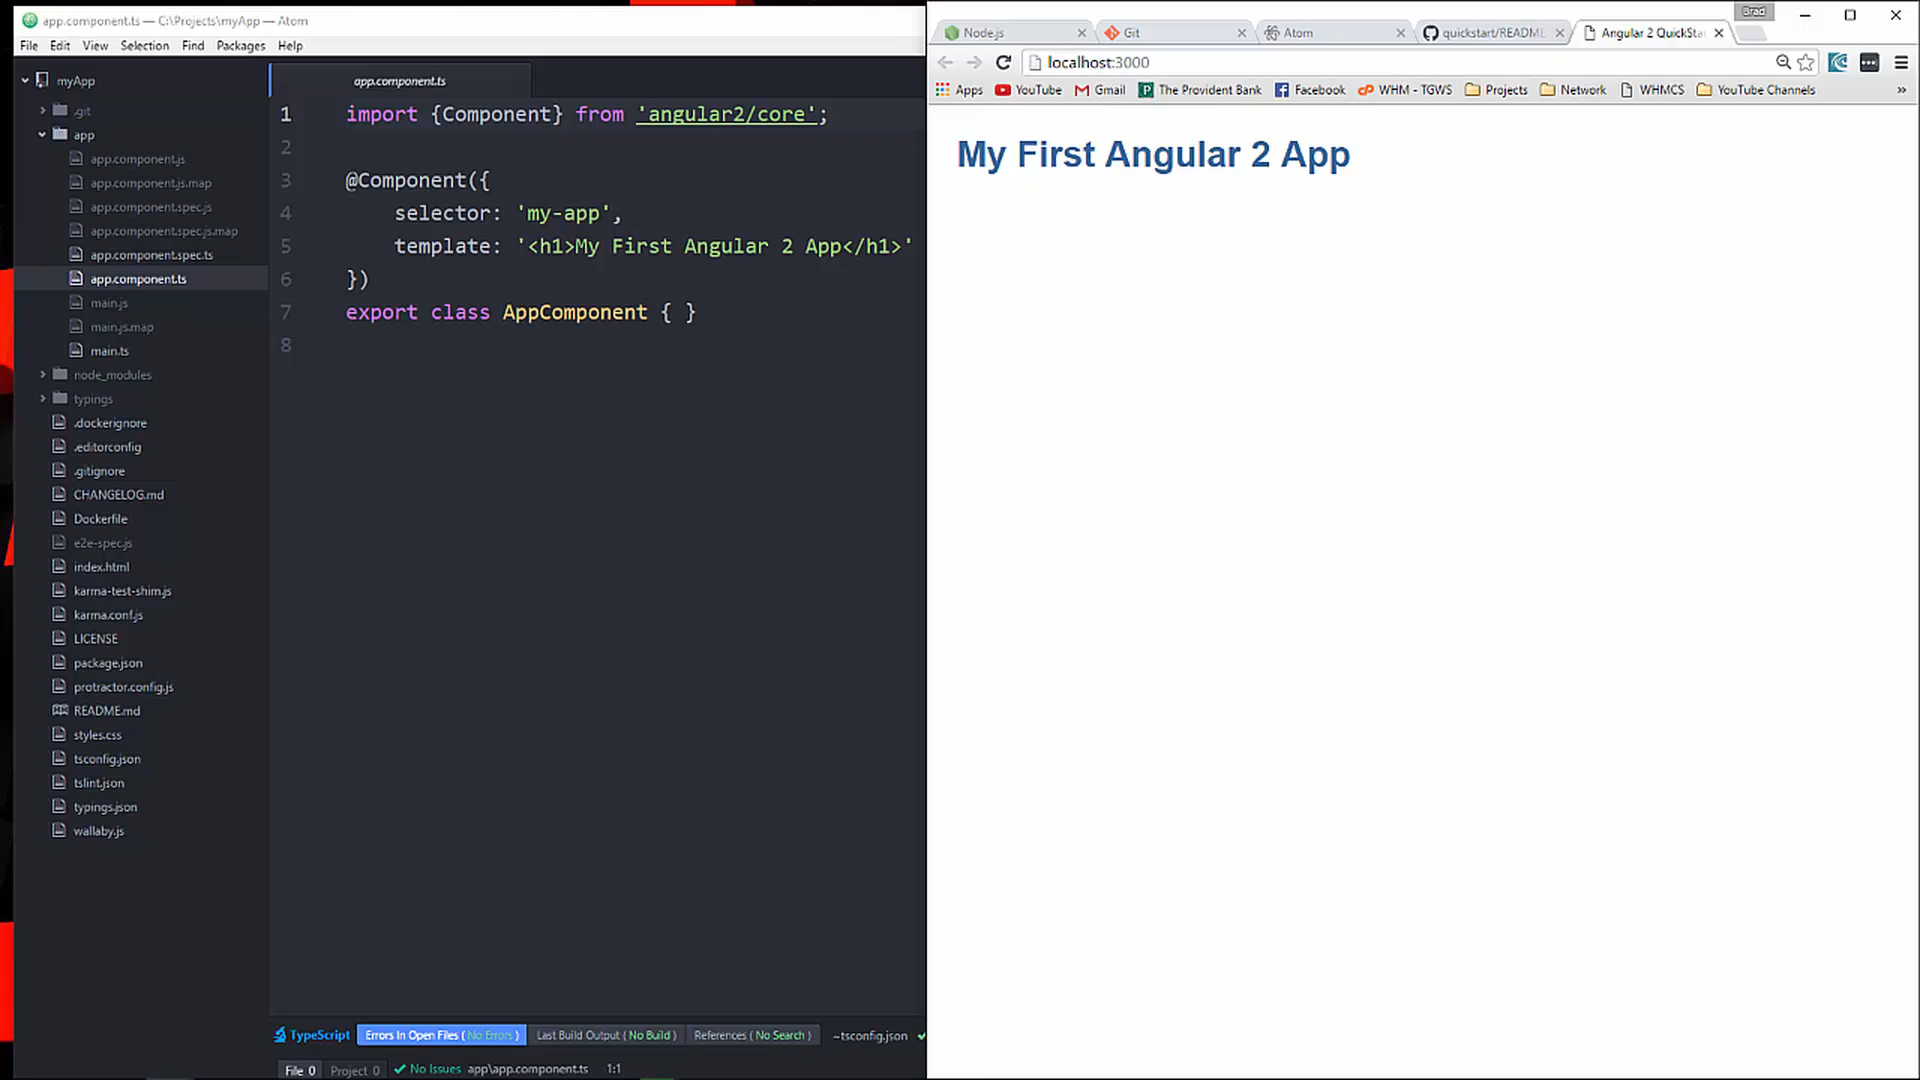 app.component.ts — C:\Projects\myApp — Atom
File Edit View Selection Find Packages Help
myApp
.git
app
app.component.js
app.component.js.map
app.component.spec.js
app.component.spec.js.map
app.component.spec.ts
app.component.ts
main.js
main.js.map
main.ts
node_modules
typings
.dockerignore
.editorconfig
.gitignore
CHANGELOG.md
Dockerfile
e2e-spec.js
index.html
karma-test-shim.js
karma.conf.js
LICENSE
package.json
protractor.config.js
README.md
styles.css
tsconfig.json
tslint.json
typings.json
wallaby.js
app.component.ts
1 import {Component} from 'angular2/core';
2
3 @Component({
4 selector: 'my-app',
5 template: '<h1>My First Angular 2 App</h1>'
6 })
7 export class AppComponent { }
8
TypeScript Errors In Open Files ( No Errors ) Last Build Output ( No Build ) References ( No Search ) ~tsconfig.json
File 0 Project 0 No Issues app\app.component.ts 1:1
Brad
Node.js Git Atom quickstart/README Angular 2 QuickSta
localhost:3000
Apps YouTube Gmail The Provident Bank Facebook WHM - TGWS Projects Network WHMCS YouTube Channels »
My First Angular 2 App